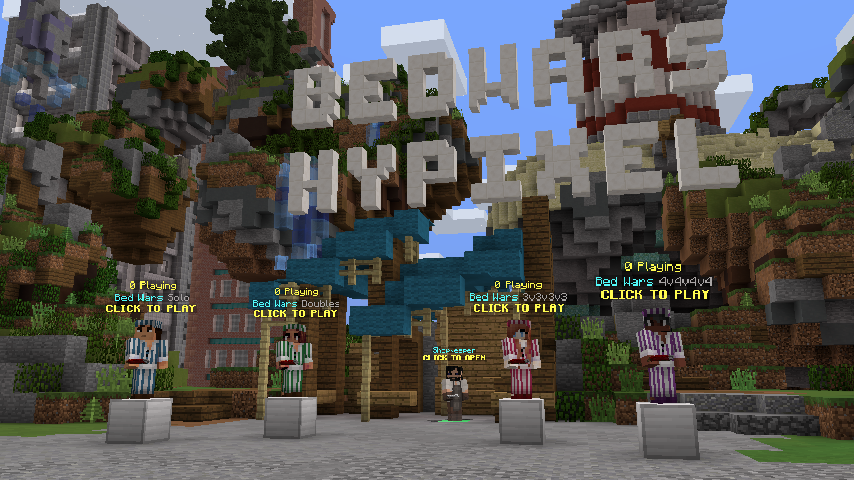 BEDWARS
HYPIXEL
0 Playing
Bed Wars Solo
CLICK TO PLAY
0 Playing
Bed Wars Doubles
CLICK TO PLAY
0 Playing
Bed Wars 3v3v3v3
CLICK TO PLAY
0 Playing
Bed Wars 4v4v4v4
CLICK TO PLAY
Shopkeeper
CLICK TO OPEN